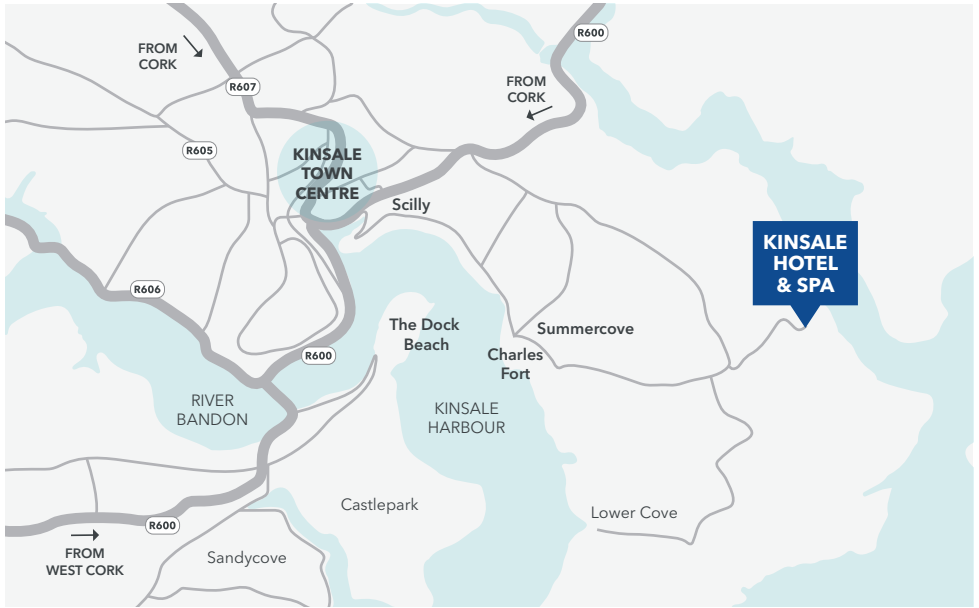 R600
FROM
CORK
R607
FROM
CORK
R605
KINSALE
TOWN
CENTRE
Scilly
KINSALE
HOTEL
& SPA
R606
The Dock
Beach
Summercove
Charles
Fort
R600
RIVER
BANDON
KINSALE
HARBOUR
Castlepark
Lower Cove
R600
FROM
WEST CORK
Sandycove